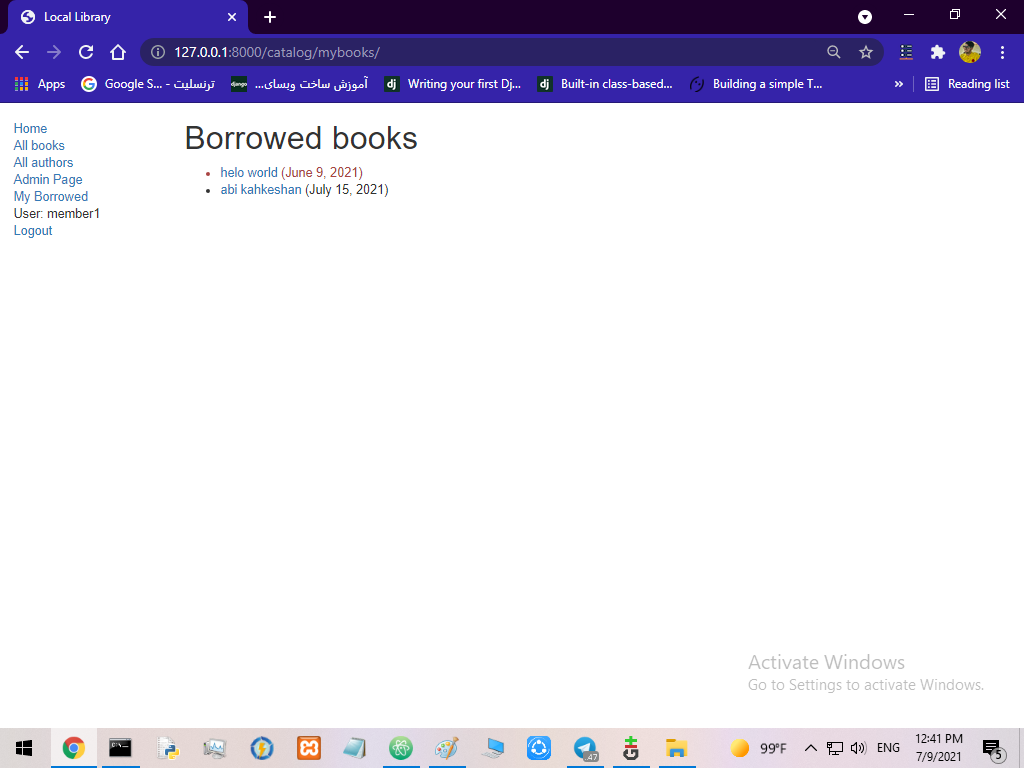 Local Library
127.0.0.1:8000/catalog/mybooks/
Apps
Google S... - ترنسلیت
django
آموزش ساخت وبسای...
dj
Writing your first Dj...
dj
Built-in class-based...
Building a simple T...
»
Reading list
Home
All books
All authors
Admin Page
My Borrowed
User: member1
Logout
Borrowed books
helo world (June 9, 2021)
abi kahkeshan (July 15, 2021)
Activate Windows
Go to Settings to activate Windows.
47
99°F
ENG
12:41 PM
7/9/2021
5